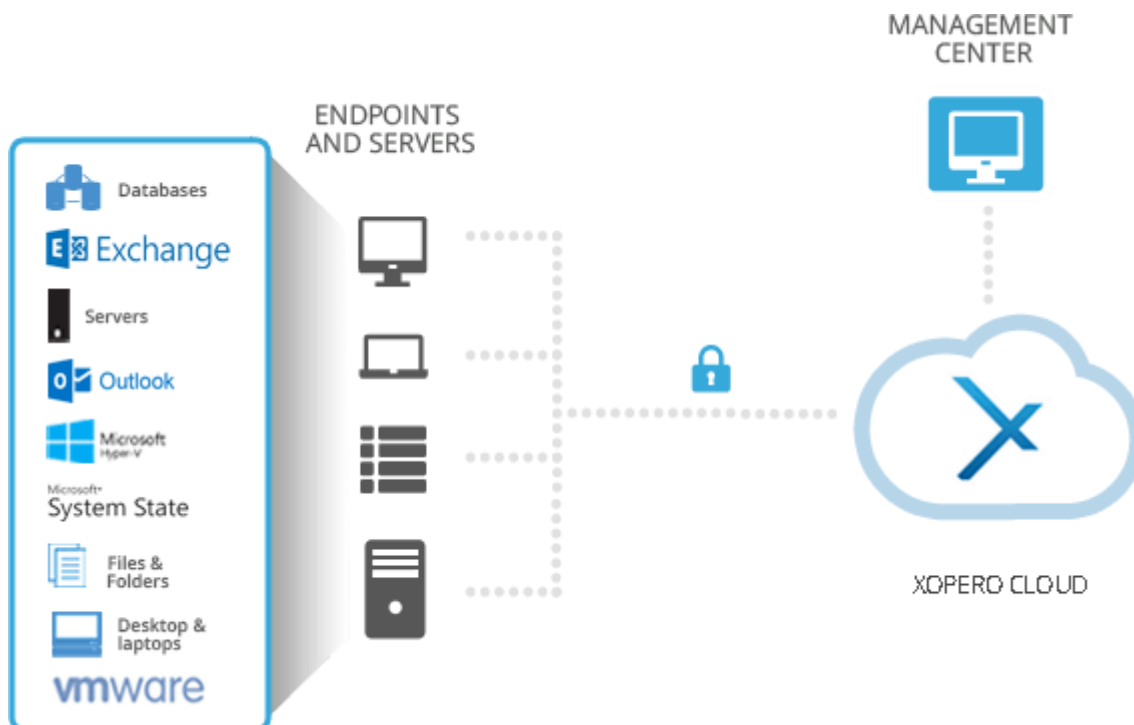 MANAGEMENT
CENTER
ENDPOINTS
AND SERVERS
Databases
E Exchange
Servers
o Outlook
Microsoft
Hyper-V
Microsoft•
System State
Files &
Folders
Desktop &
laptops
vmware
X
XOPERO CLOUD